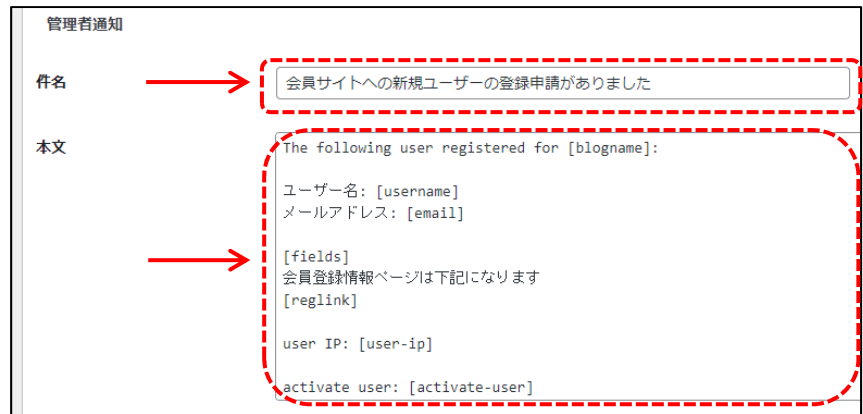 管理者通知
件名
会員サイトへの新規ユーザーの登録申請がありました
本文
The following user registered for [blogname]:
ユーザー名: [username]
メールアドレス: [email]
[fields]
会員登録情報ページは下記になります
[reglink]
user IP: [user-ip]
activate user: [activate-user]